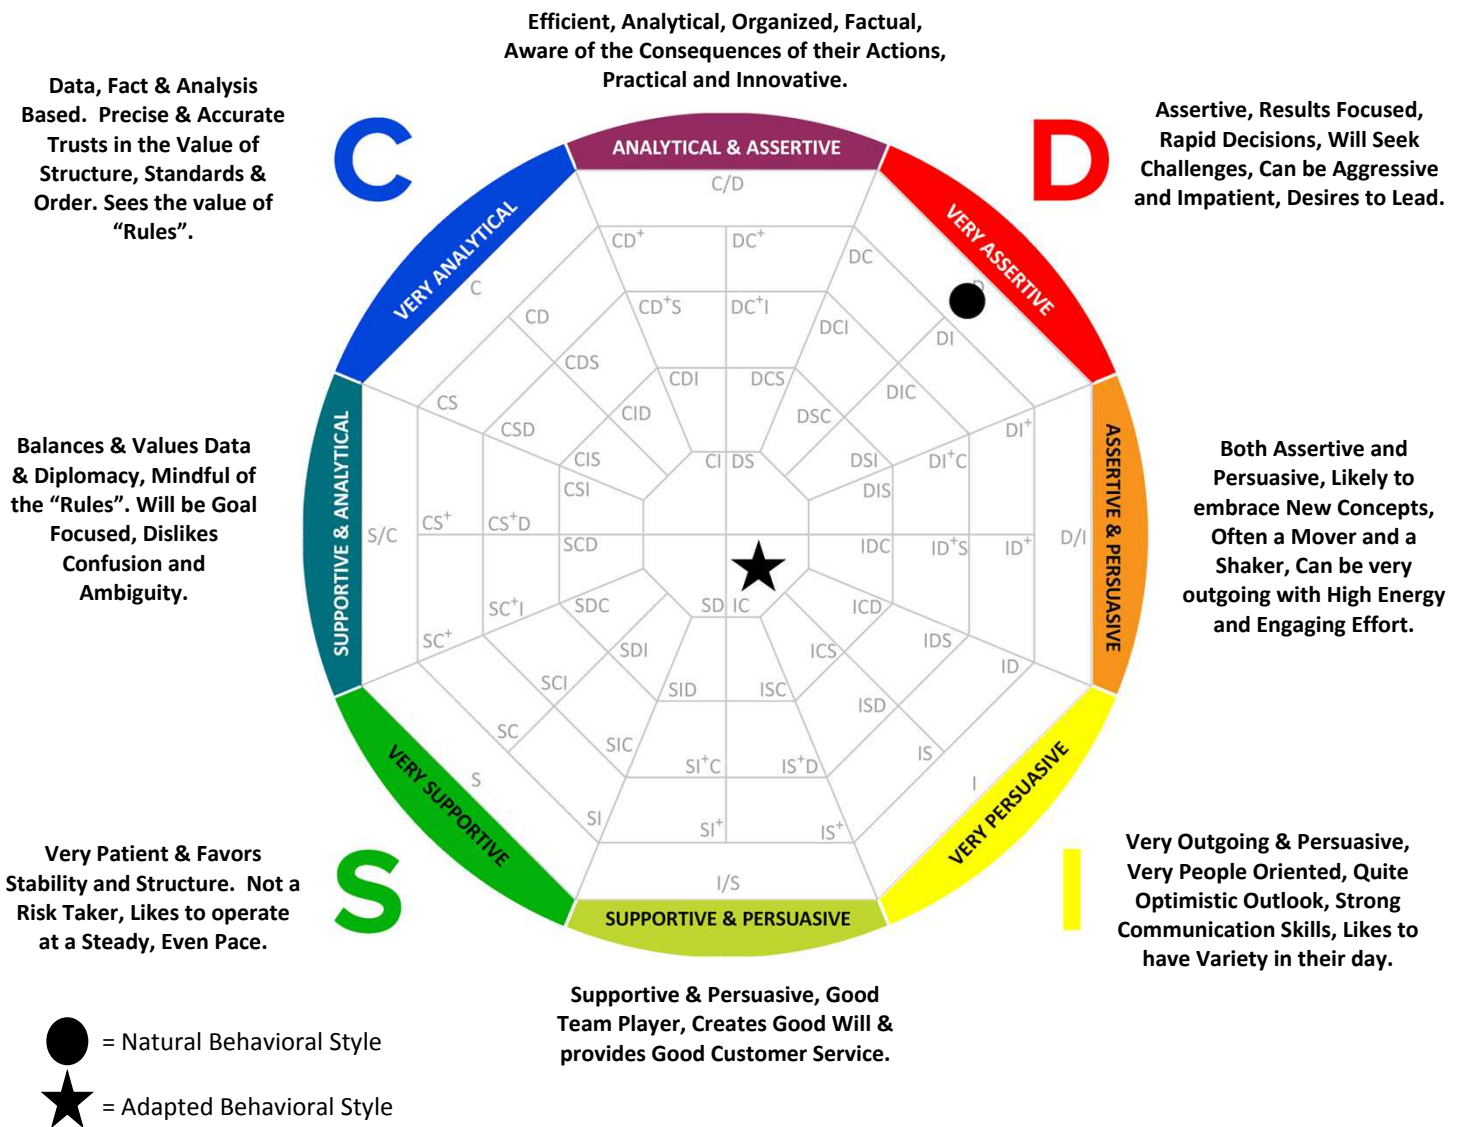 Efficient, Analytical, Organized, Factual,
Aware of the Consequences of their Actions,
Practical and Innovative.
Data, Fact & Analysis
Based.  Precise & Accurate
Trusts in the Value of
Structure, Standards &
Order. Sees the value of
“Rules”.
C
D
Assertive, Results Focused,
Rapid Decisions, Will Seek
Challenges, Can be Aggressive
and Impatient, Desires to Lead.
ANALYTICAL & ASSERTIVE
VERY ANALYTICAL
VERY ASSERTIVE
C/D
CD⁺
DC⁺
DC
C
D
CD
CD⁺S
DC⁺I
DCI
DI
CDS
CDI
DCS
DIC
CS
CID
DSC
DI⁺
CSD
CIS
CI
DS
DSI
DI⁺C
CSI
DIS
SUPPORTIVE & ANALYTICAL
S/C
CS⁺
CS⁺D
SCD
IDC
ID⁺S
ID⁺
D/I
ASSERTIVE & PERSUASIVE
Balances & Values Data
& Diplomacy, Mindful of
the “Rules”. Will be Goal
Focused, Dislikes
Confusion and
Ambiguity.
Both Assertive and
Persuasive, Likely to
embrace New Concepts,
Often a Mover and a
Shaker, Can be very
outgoing with High Energy
and Engaging Effort.
SC⁺I
SDC
SD
IC
ICD
SC⁺
SDI
ICS
IDS
ID
SCI
SID
ISC
ISD
SC
SIC
SI⁺C
IS⁺D
IS
S
I
SI
SI⁺
IS⁺
I/S
VERY SUPPORTIVE
VERY PERSUASIVE
SUPPORTIVE & PERSUASIVE
Very Patient & Favors
Stability and Structure.  Not a
Risk Taker, Likes to operate
at a Steady, Even Pace.
S
I
Very Outgoing & Persuasive,
Very People Oriented, Quite
Optimistic Outlook, Strong
Communication Skills, Likes to
have Variety in their day.
Supportive & Persuasive, Good
Team Player, Creates Good Will &
provides Good Customer Service.
= Natural Behavioral Style
= Adapted Behavioral Style